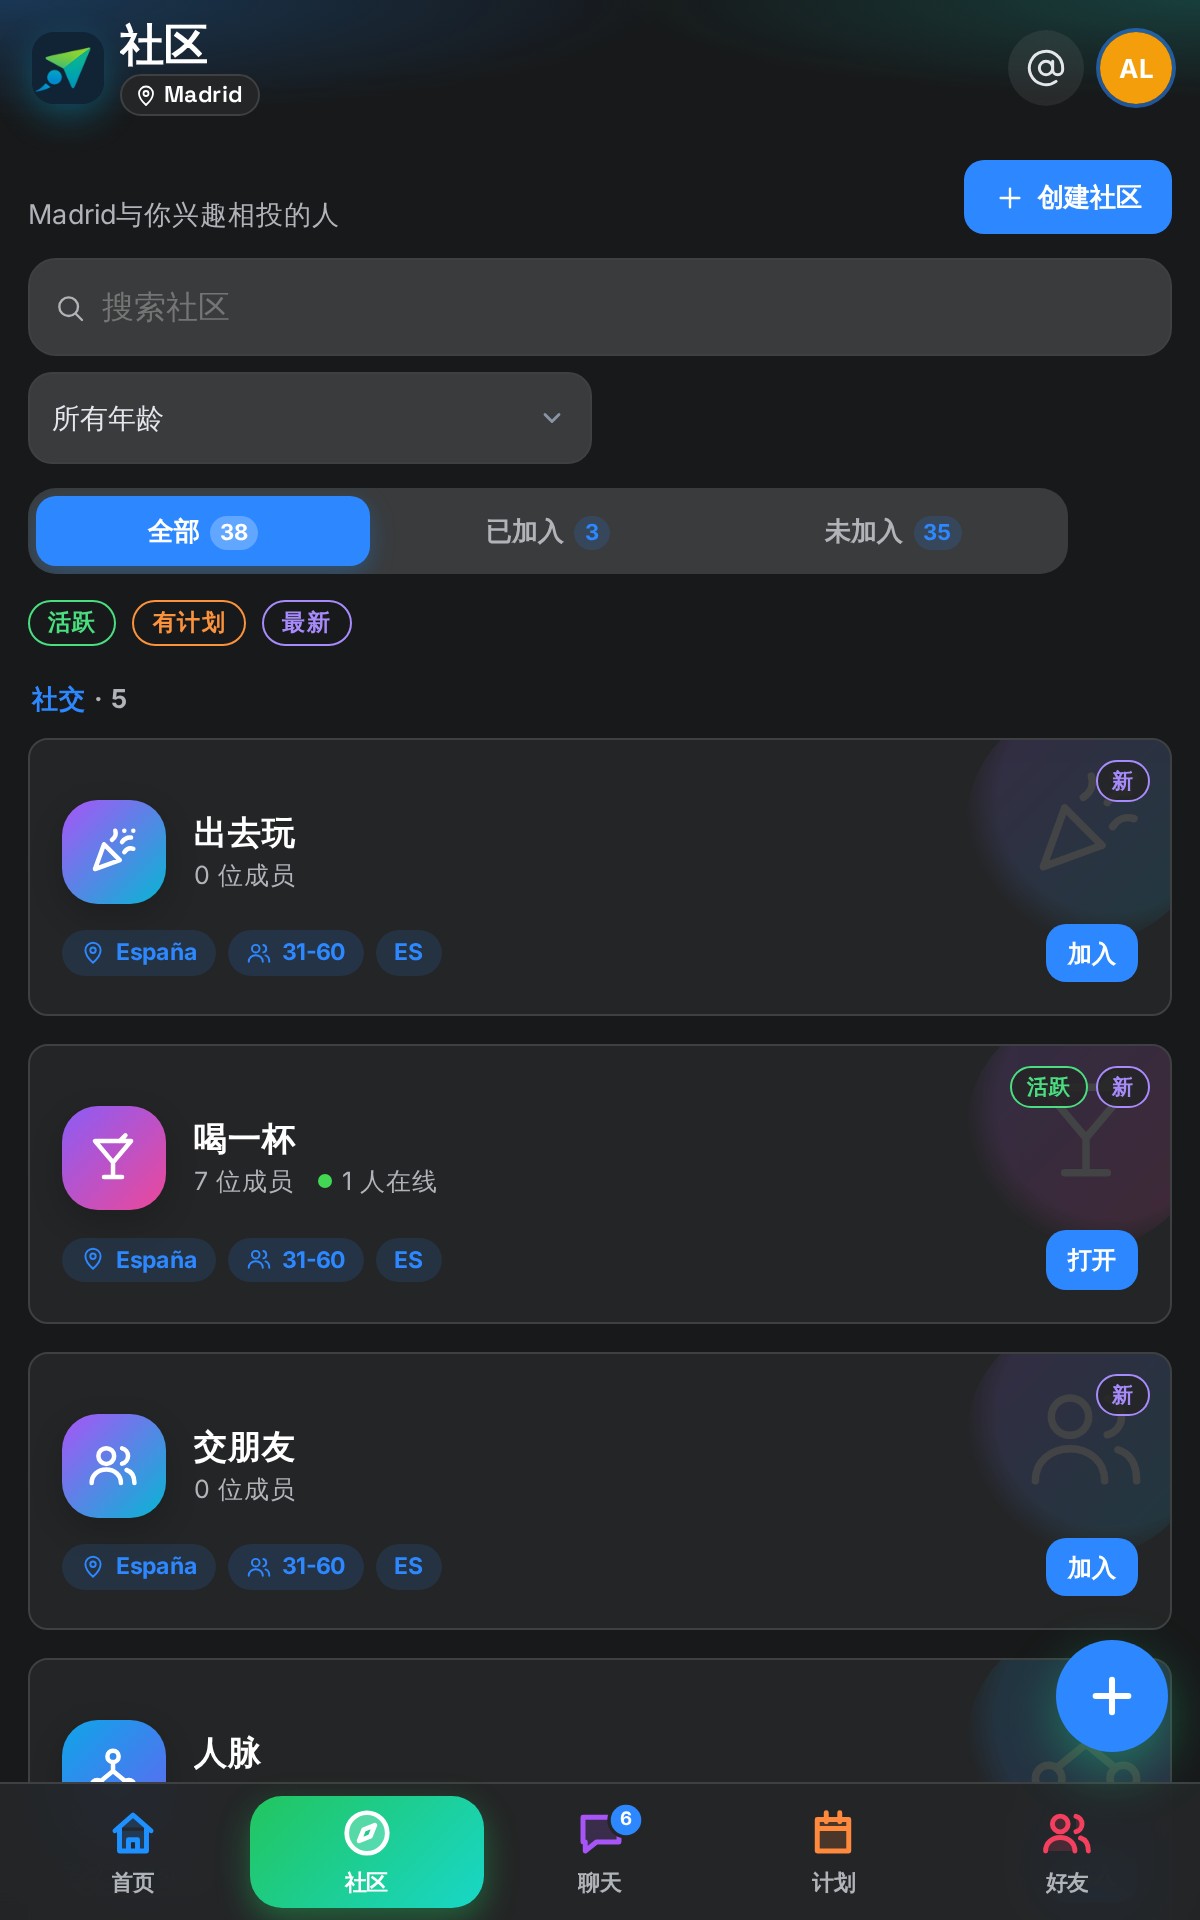 社区
Madrid
AL
Madrid与你兴趣相投的人
创建社区
搜索社区
所有年龄
全部 38
已加入 3
未加入 35
活跃
有计划
最新
社交 · 5
新
出去玩
0 位成员
España
31-60
ES
加入
活跃
新
喝一杯
7 位成员
1 人在线
España
31-60
ES
打开
新
交朋友
0 位成员
España
31-60
ES
加入
人脉
首页
社区
6
聊天
计划
好友